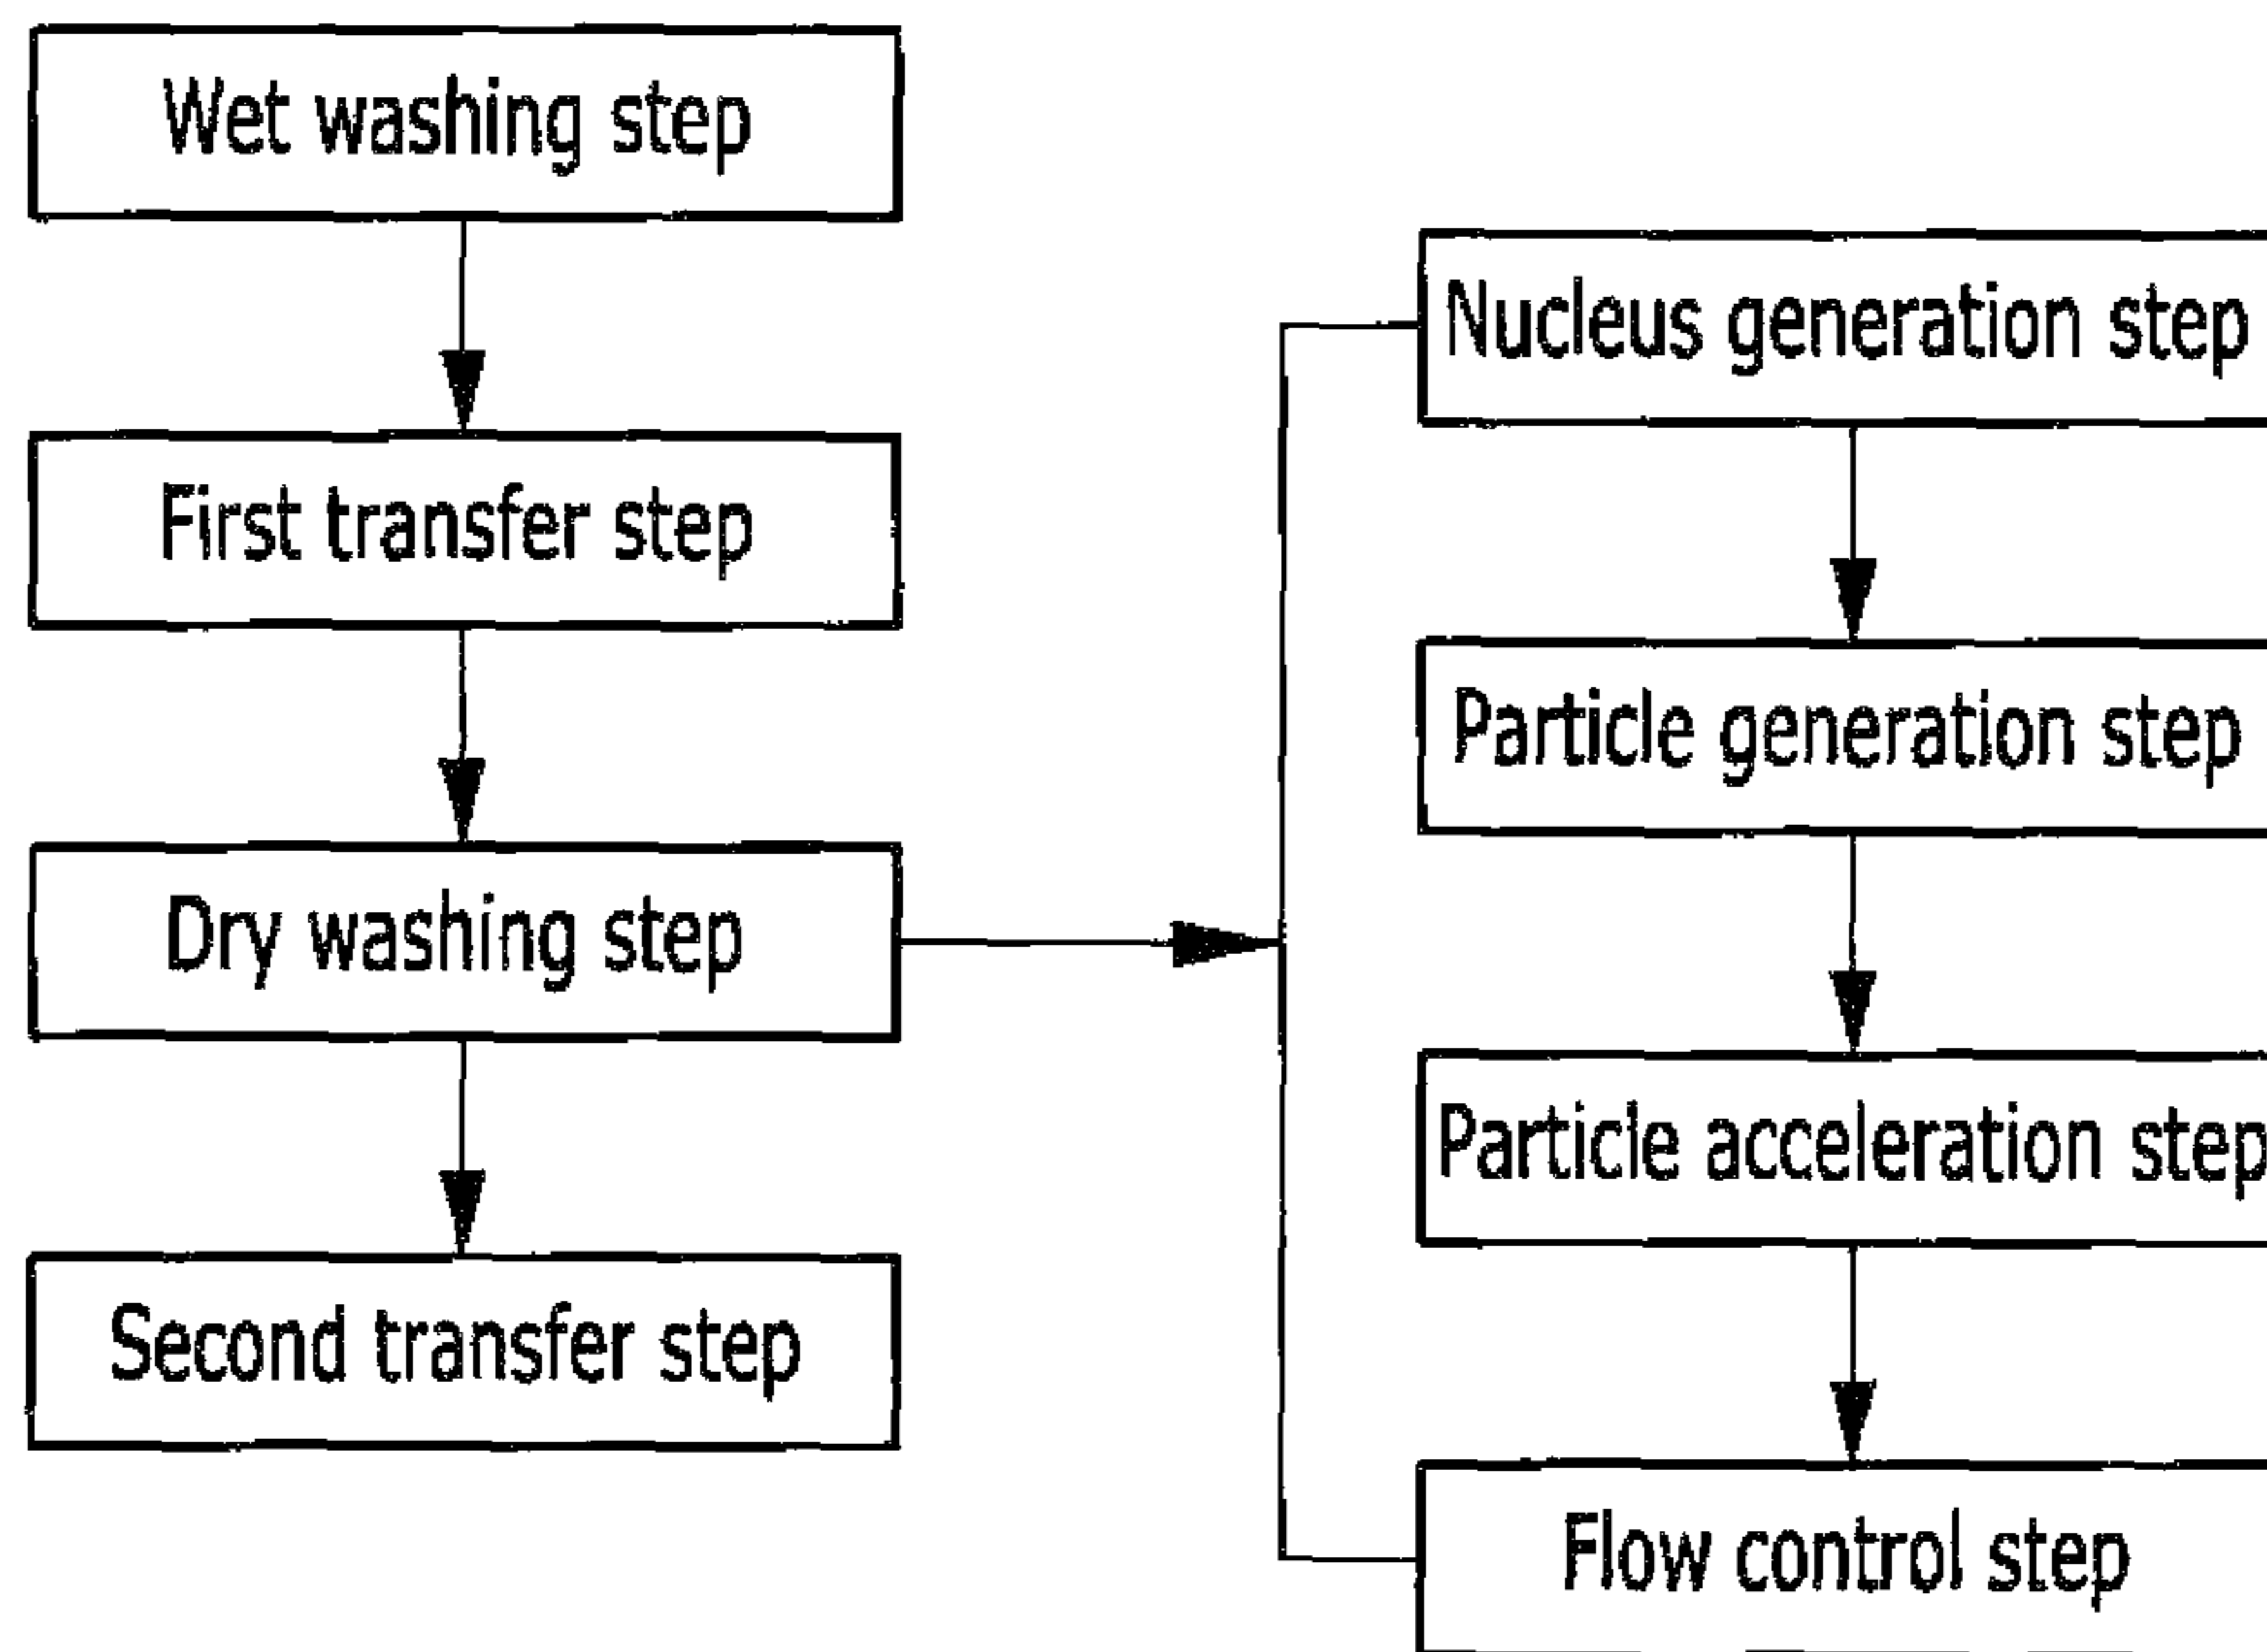 Wet washing step
First transfer step
Dry washing step
Second transfer step
Nucleus generation step
Particle generation step
Particle acceleration step
Flow control step